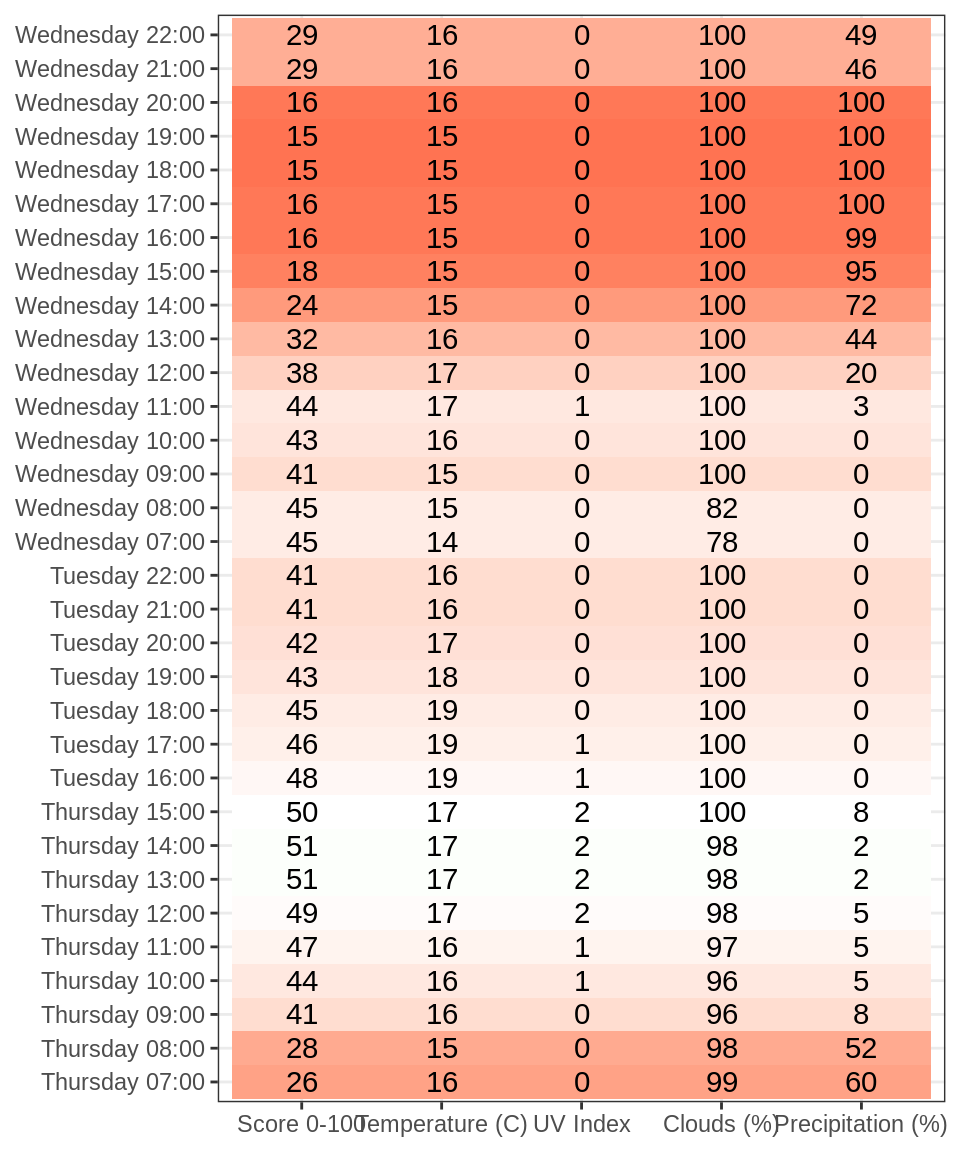 Wednesday 22:00 29 16 0 100 49
Wednesday 21:00 29 16 0 100 46
Wednesday 20:00 16 16 0 100 100
Wednesday 19:00 15 15 0 100 100
Wednesday 18:00 15 15 0 100 100
Wednesday 17:00 16 15 0 100 100
Wednesday 16:00 16 15 0 100 99
Wednesday 15:00 18 15 0 100 95
Wednesday 14:00 24 15 0 100 72
Wednesday 13:00 32 16 0 100 44
Wednesday 12:00 38 17 0 100 20
Wednesday 11:00 44 17 1 100 3
Wednesday 10:00 43 16 0 100 0
Wednesday 09:00 41 15 0 100 0
Wednesday 08:00 45 15 0 82 0
Wednesday 07:00 45 14 0 78 0
Tuesday 22:00 41 16 0 100 0
Tuesday 21:00 41 16 0 100 0
Tuesday 20:00 42 17 0 100 0
Tuesday 19:00 43 18 0 100 0
Tuesday 18:00 45 19 0 100 0
Tuesday 17:00 46 19 1 100 0
Tuesday 16:00 48 19 1 100 0
Thursday 15:00 50 17 2 100 8
Thursday 14:00 51 17 2 98 2
Thursday 13:00 51 17 2 98 2
Thursday 12:00 49 17 2 98 5
Thursday 11:00 47 16 1 97 5
Thursday 10:00 44 16 1 96 5
Thursday 09:00 41 16 0 96 8
Thursday 08:00 28 15 0 98 52
Thursday 07:00 26 16 0 99 60
Score 0-100 Temperature (C) UV Index Clouds (%) Precipitation (%)